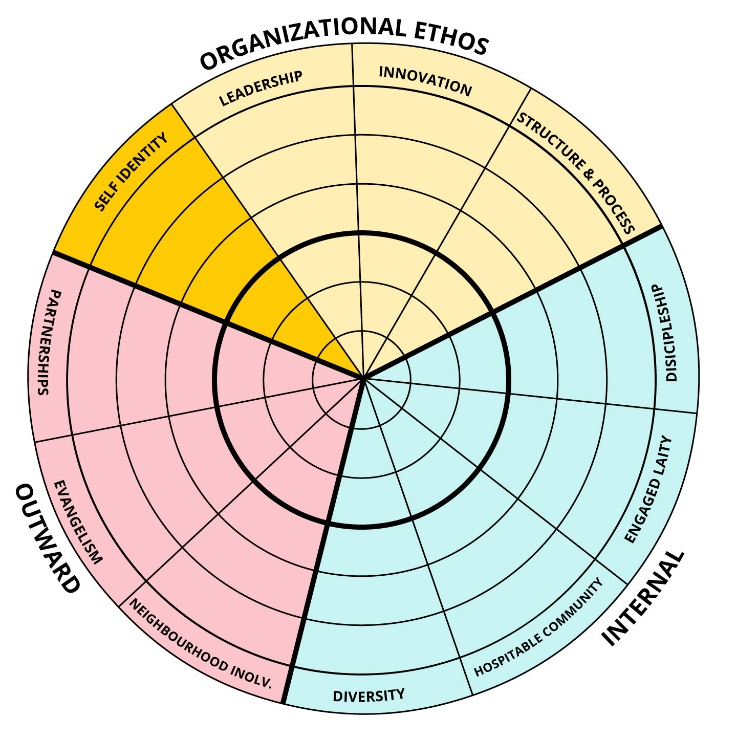 ORGANIZATIONAL ETHOS
SELF IDENTITY
LEADERSHIP
INNOVATION
STRUCTURE & PROCESS
DISICIPLESHIP
ENGAGED LAITY
HOSPITABLE COMMUNITY
DIVERSITY
INTERNAL
NEIGHBOURHOOD INOLV.
EVANGELISM
PARTNERSHIPS
OUTWARD